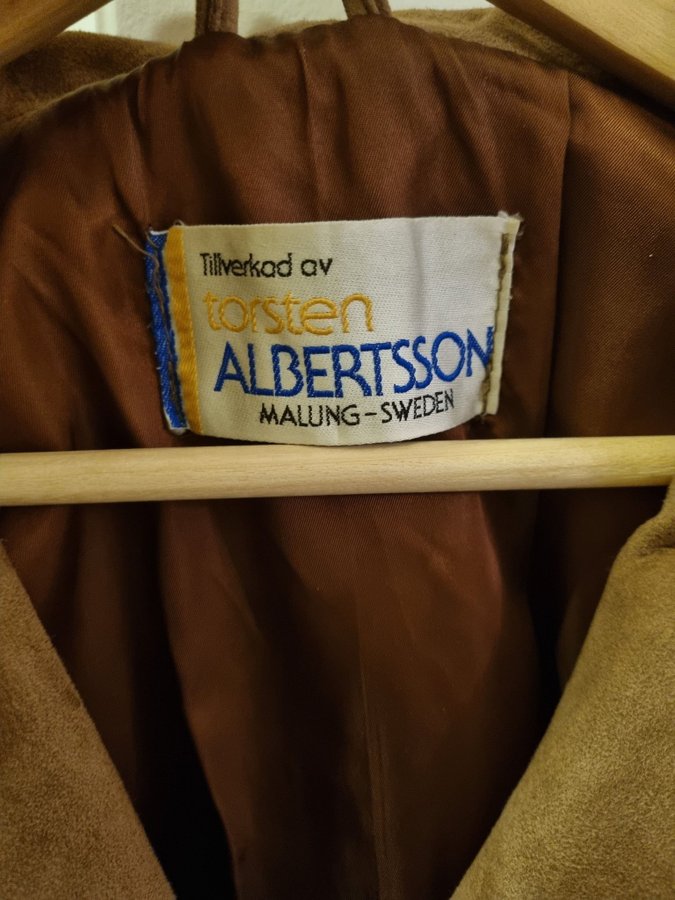 Tillverkad av
torsten
ALBERTSSON
MALUNG-SWEDEN